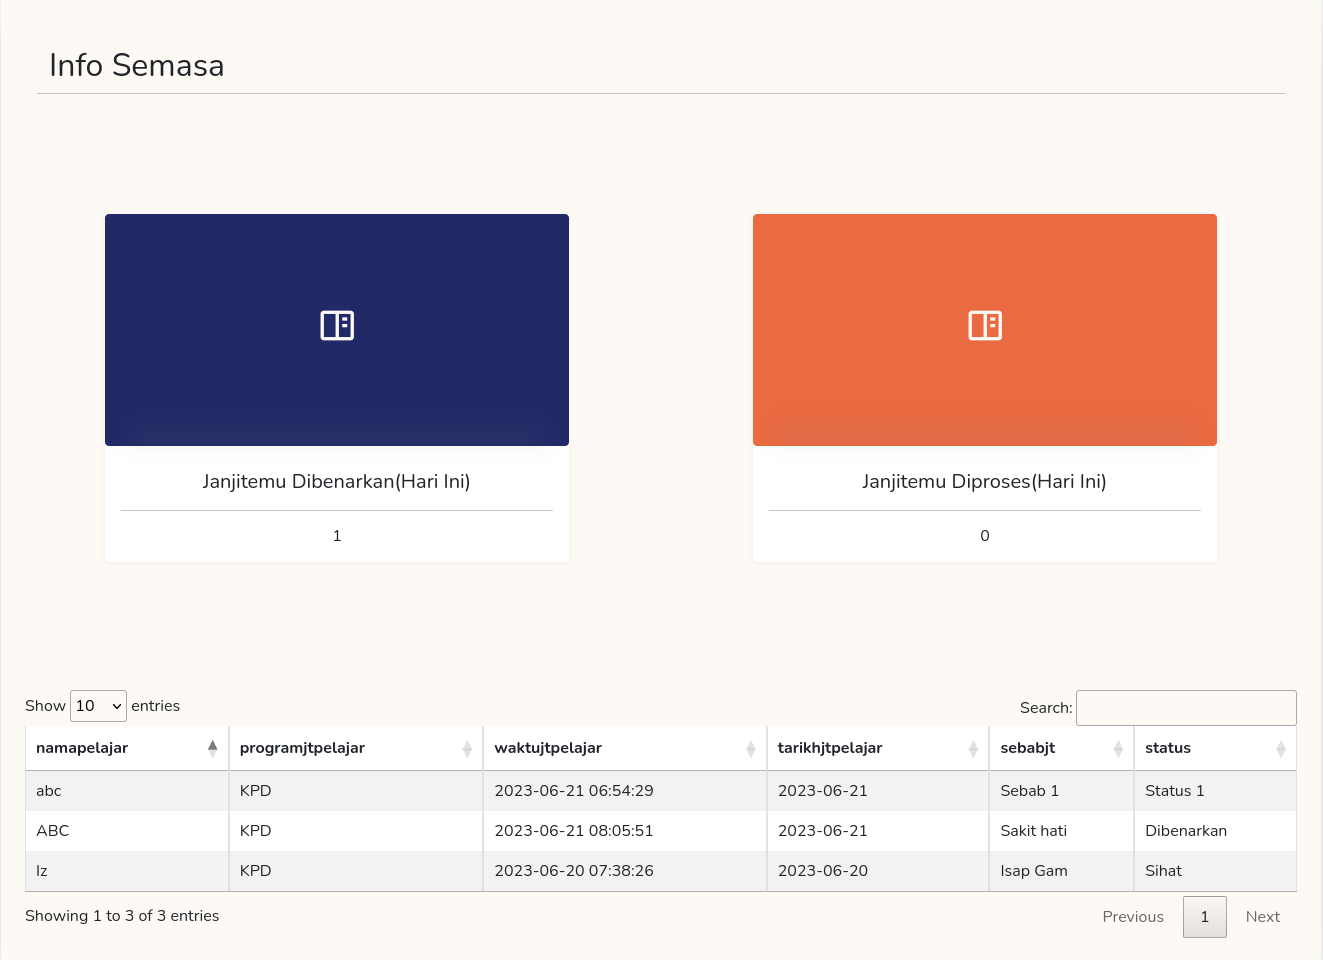 Info Semasa
Janjitemu Dibenarkan(Hari Ini)
1
Janjitemu Diproses(Hari Ini)
0
Show 10 entries
Search:
namapelajar programjtpelajar waktujtpelajar tarikhjtpelajar sebabjt status
abc KPD 2023-06-21 06:54:29 2023-06-21 Sebab 1 Status 1
ABC KPD 2023-06-21 08:05:51 2023-06-21 Sakit hati Dibenarkan
Iz KPD 2023-06-20 07:38:26 2023-06-20 Isap Gam Sihat
Showing 1 to 3 of 3 entries
Previous 1 Next